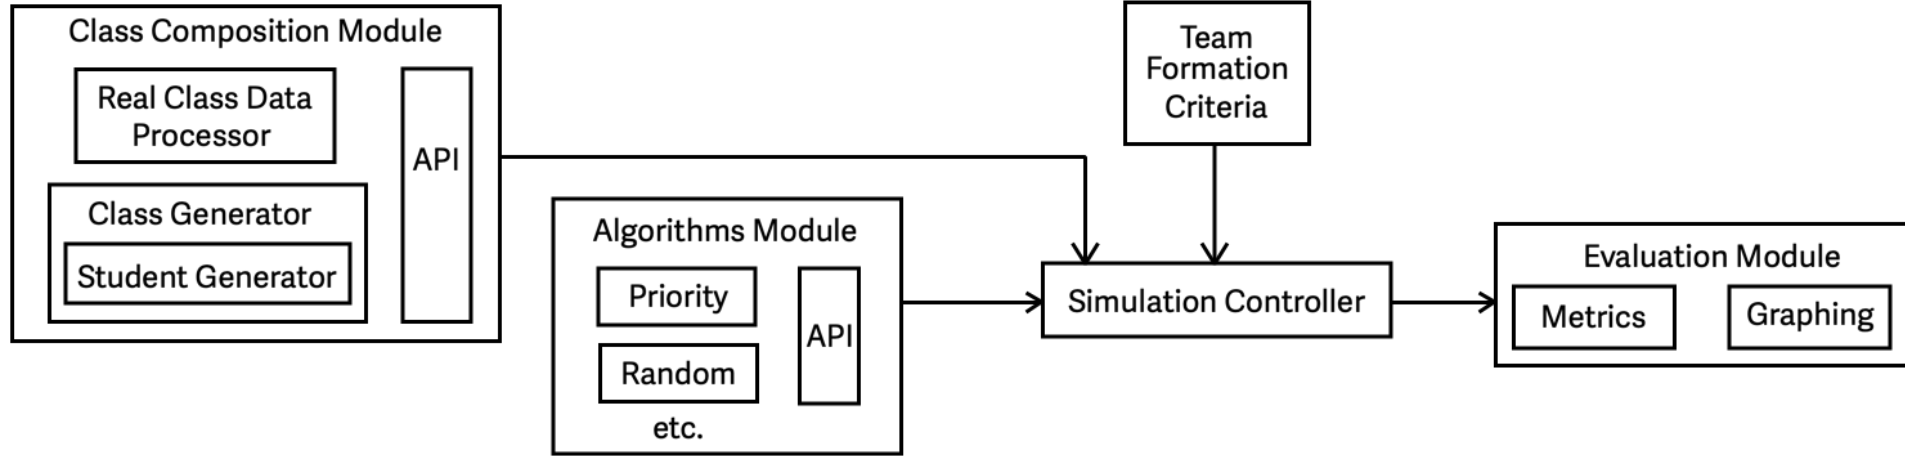 Class Composition Module
Real Class Data
Processor
API
Class Generator
Student Generator
Algorithms Module
Priority
Random
etc.
API
Team
Formation
Criteria
Simulation Controller
Evaluation Module
Metrics
Graphing